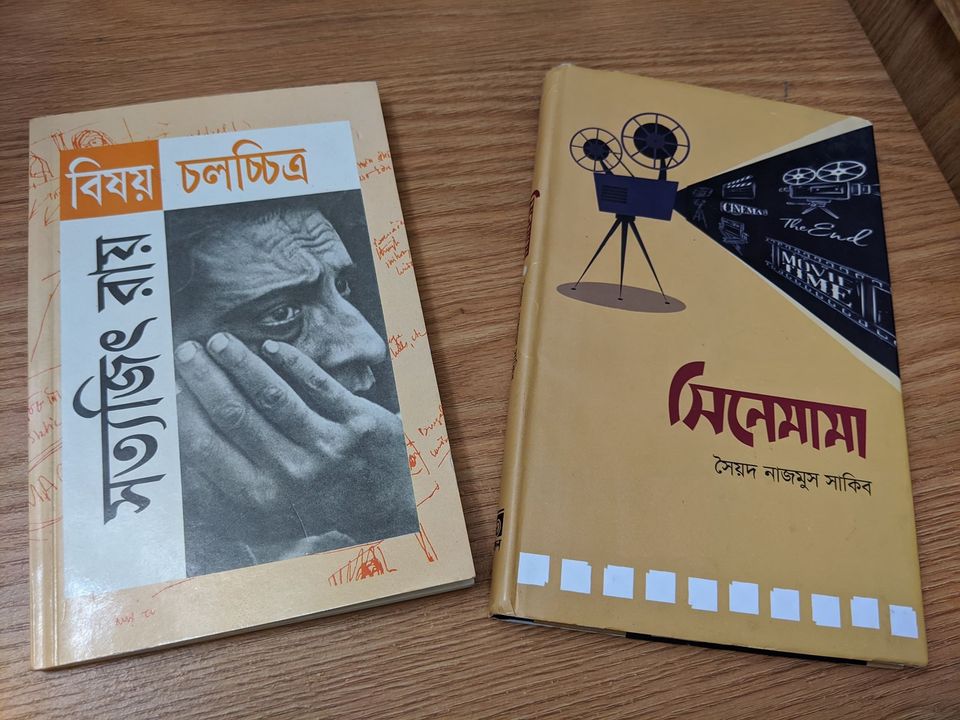 বিষয় চলচ্চিত্র
সত্যজিৎ রায়
CINEMA
The End
MOVIE
TIME
সিনেমামা
সৈয়দ নাজমুস সাকিব